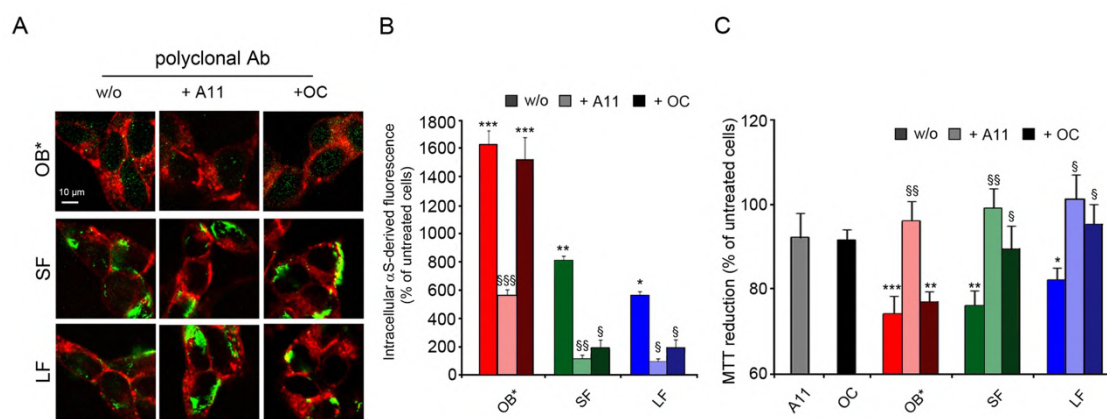 A
polyclonal Ab
w/o + A11 +OC
OB*
10 μm
SF
LF
B
w/o + A11 + OC
Intracellular αS-derived fluorescence
(% of untreated cells)
1800
1600
1400
1200
1000
800
600
400
200
0
*** §§§ ***
** §§ §
* § §
OB* SF LF
C
w/o + A11 + OC
MTT reduction (% of untreated cells)
120
100
80
60
*** §§ **
** §§ §
* § §
A11 OC OB* SF LF